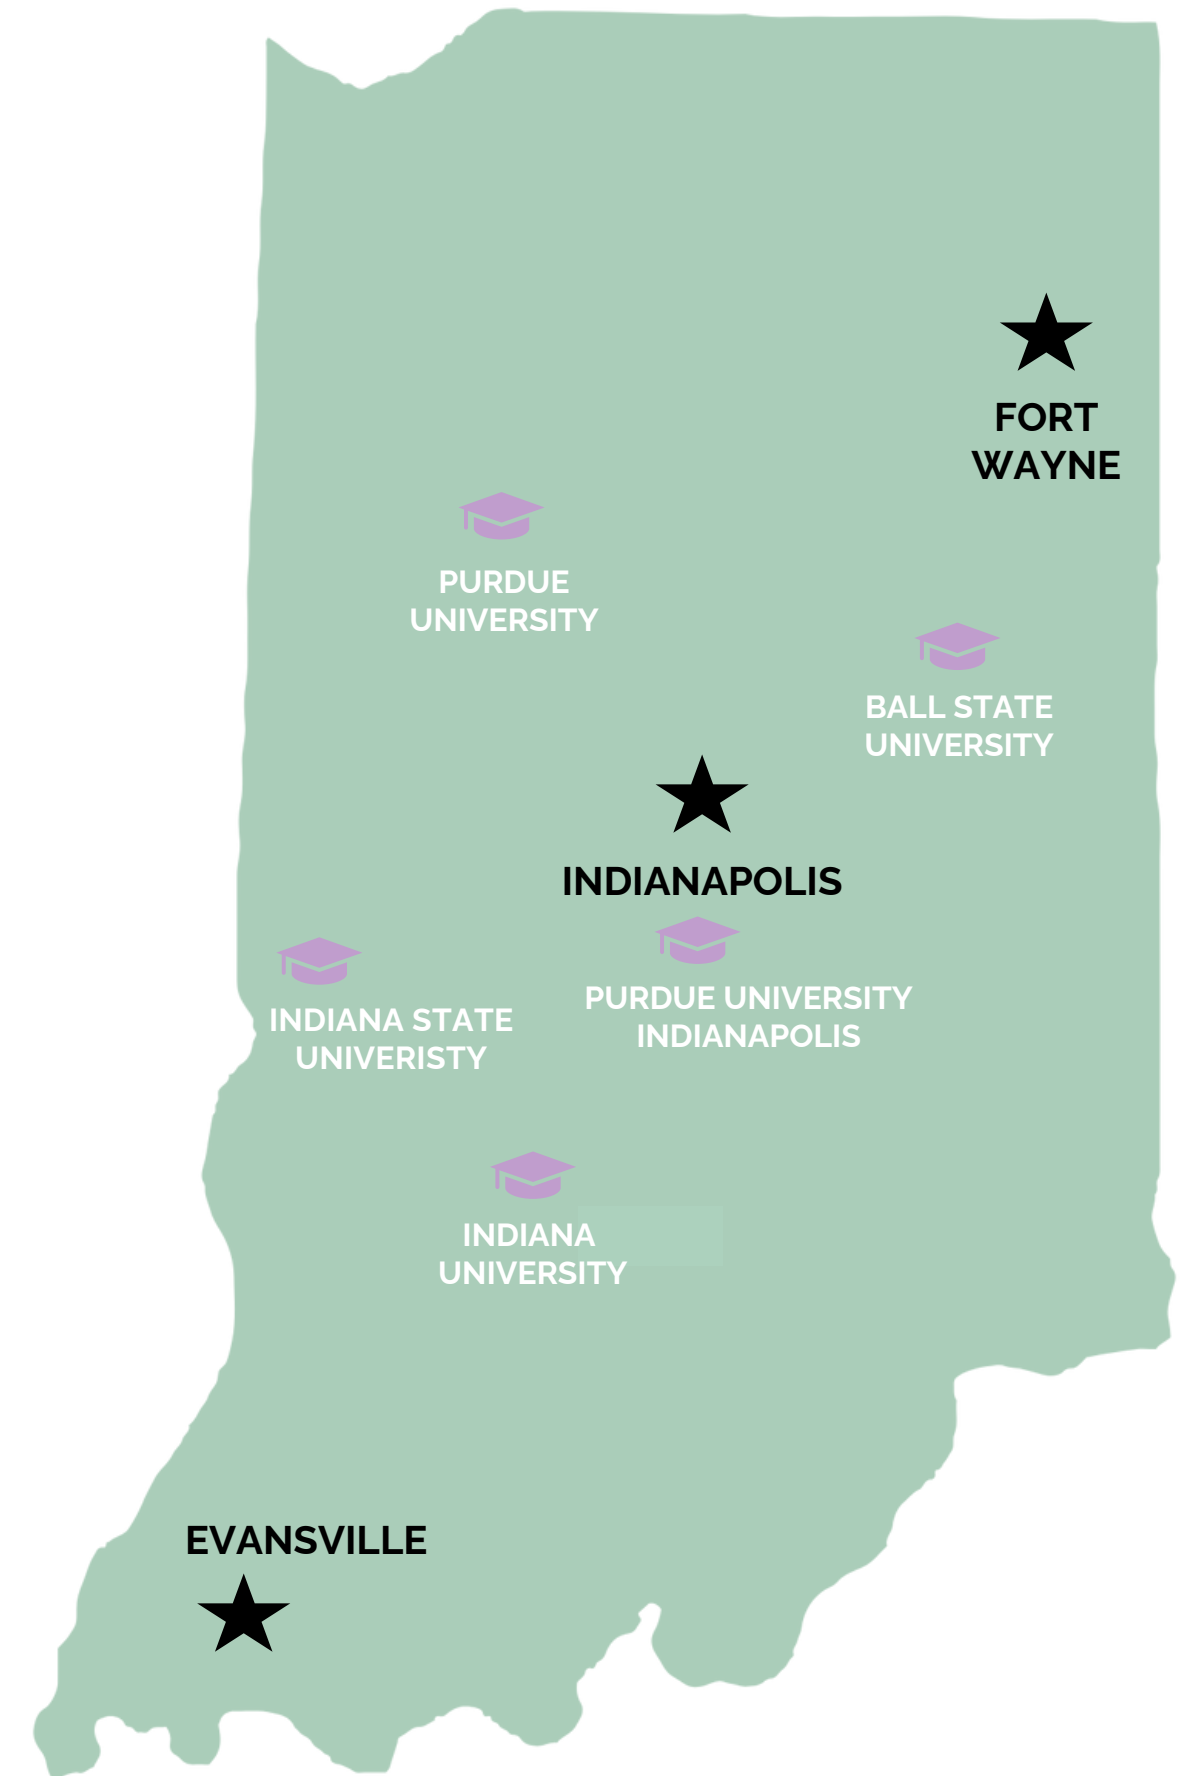 FORT
WAYNE
PURDUE
UNIVERSITY
BALL STATE
UNIVERSITY
INDIANAPOLIS
PURDUE UNIVERSITY
INDIANAPOLIS
INDIANA STATE
UNIVERISTY
INDIANA
UNIVERSITY
EVANSVILLE